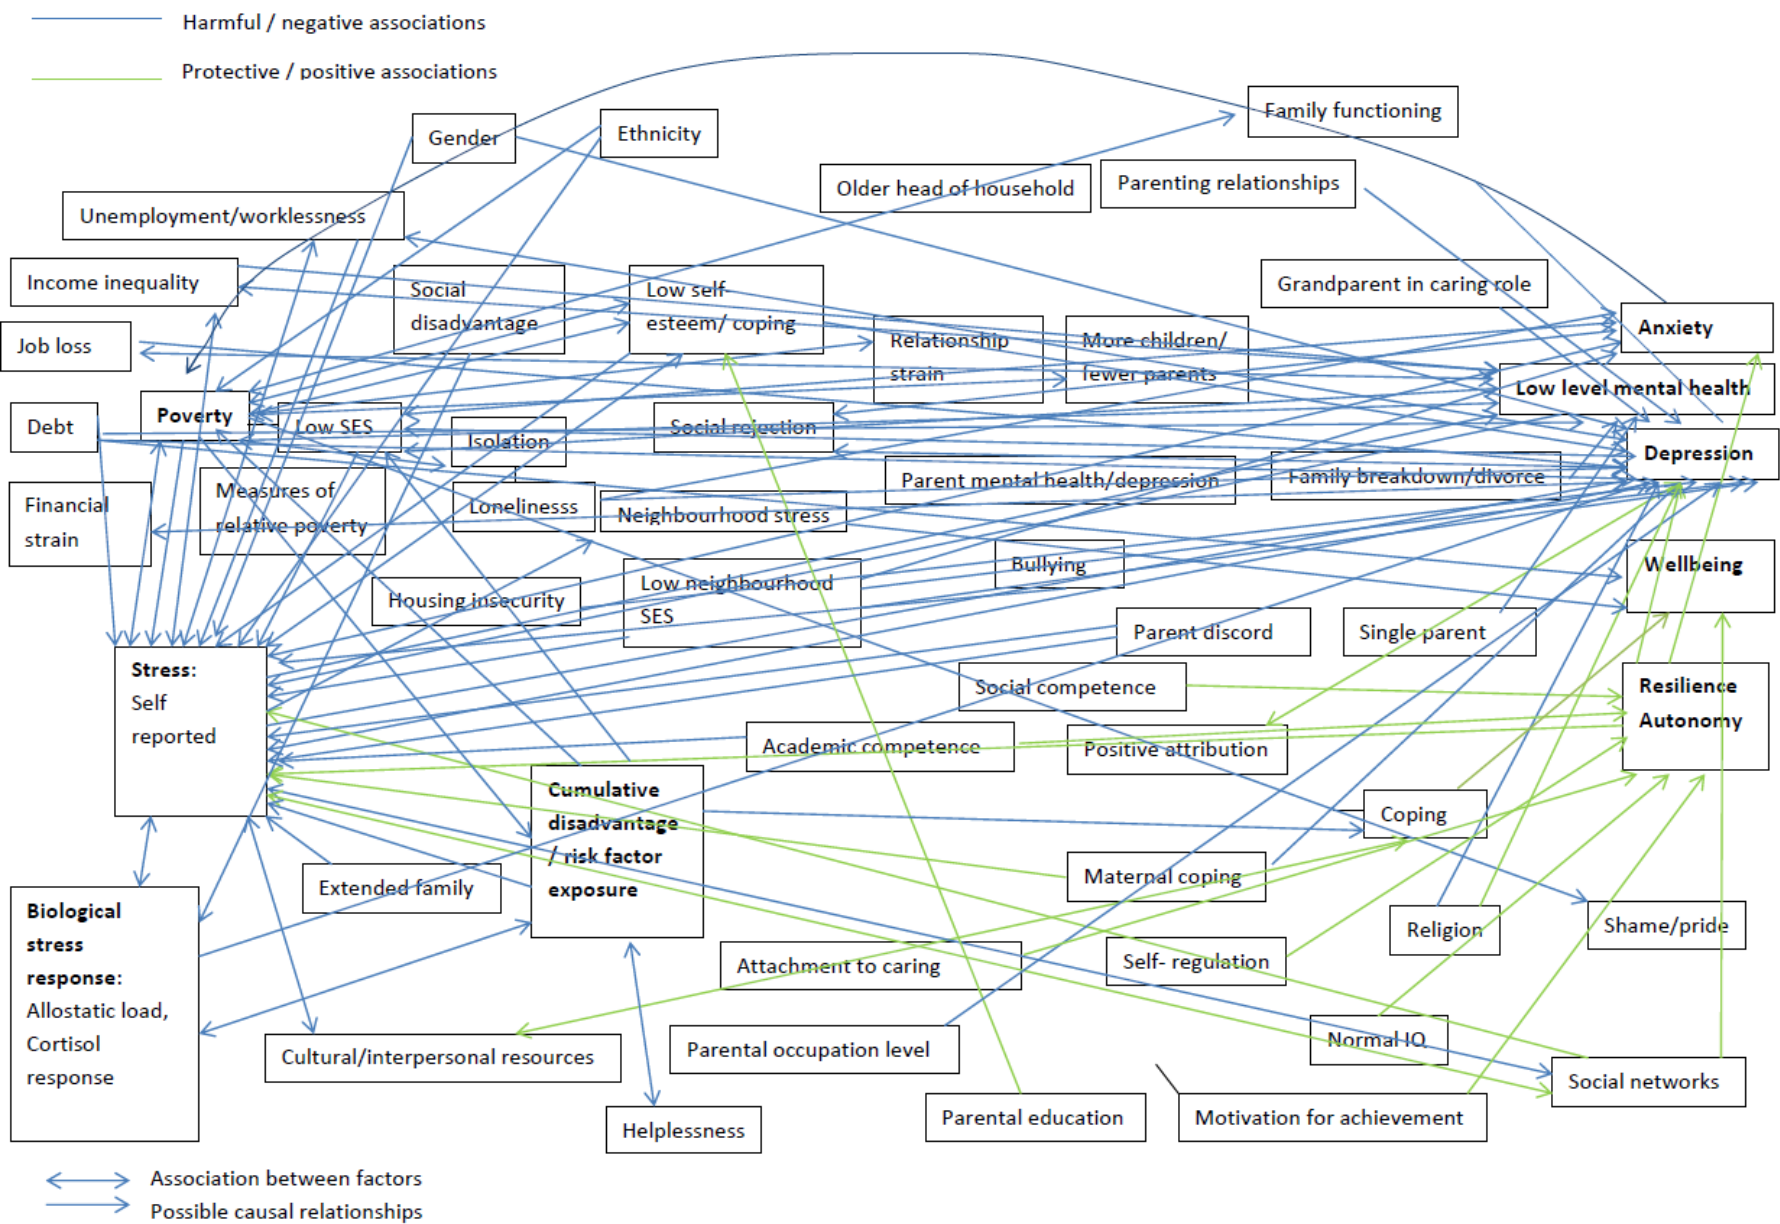 Harmful / negative associations
Protective / positive associations
Family functioning
Gender
Ethnicity
Older head of household
Parenting relationships
Unemployment/worklessness
Income inequality
Social
disadvantage
Low self-
esteem/ coping
Grandparent in caring role
Job loss
Relationship
strain
More children/
fewer parents
Anxiety
Low level mental health
Poverty
Debt
Low SES
Isolation
Social rejection
Depression
Measures of
relative poverty
Parent mental health/depression
Family breakdown/divorce
Financial
strain
Lonelinesss
Neighbourhood stress
Bullying
Wellbeing
Housing insecurity
Low neighbourhood
SES
Parent discord
Single parent
Stress:
Self
reported
Social competence
Resilience
Autonomy
Academic competence
Positive attribution
Cumulative
disadvantage
/ risk factor
exposure
Coping
Extended family
Maternal coping
Biological
stress
response:
Allostatic load,
Cortisol
response
Religion
Shame/pride
Attachment to caring
Self- regulation
Cultural/interpersonal resources
Parental occupation level
Normal IQ
Social networks
Helplessness
Parental education
Motivation for achievement
Association between factors
Possible causal relationships